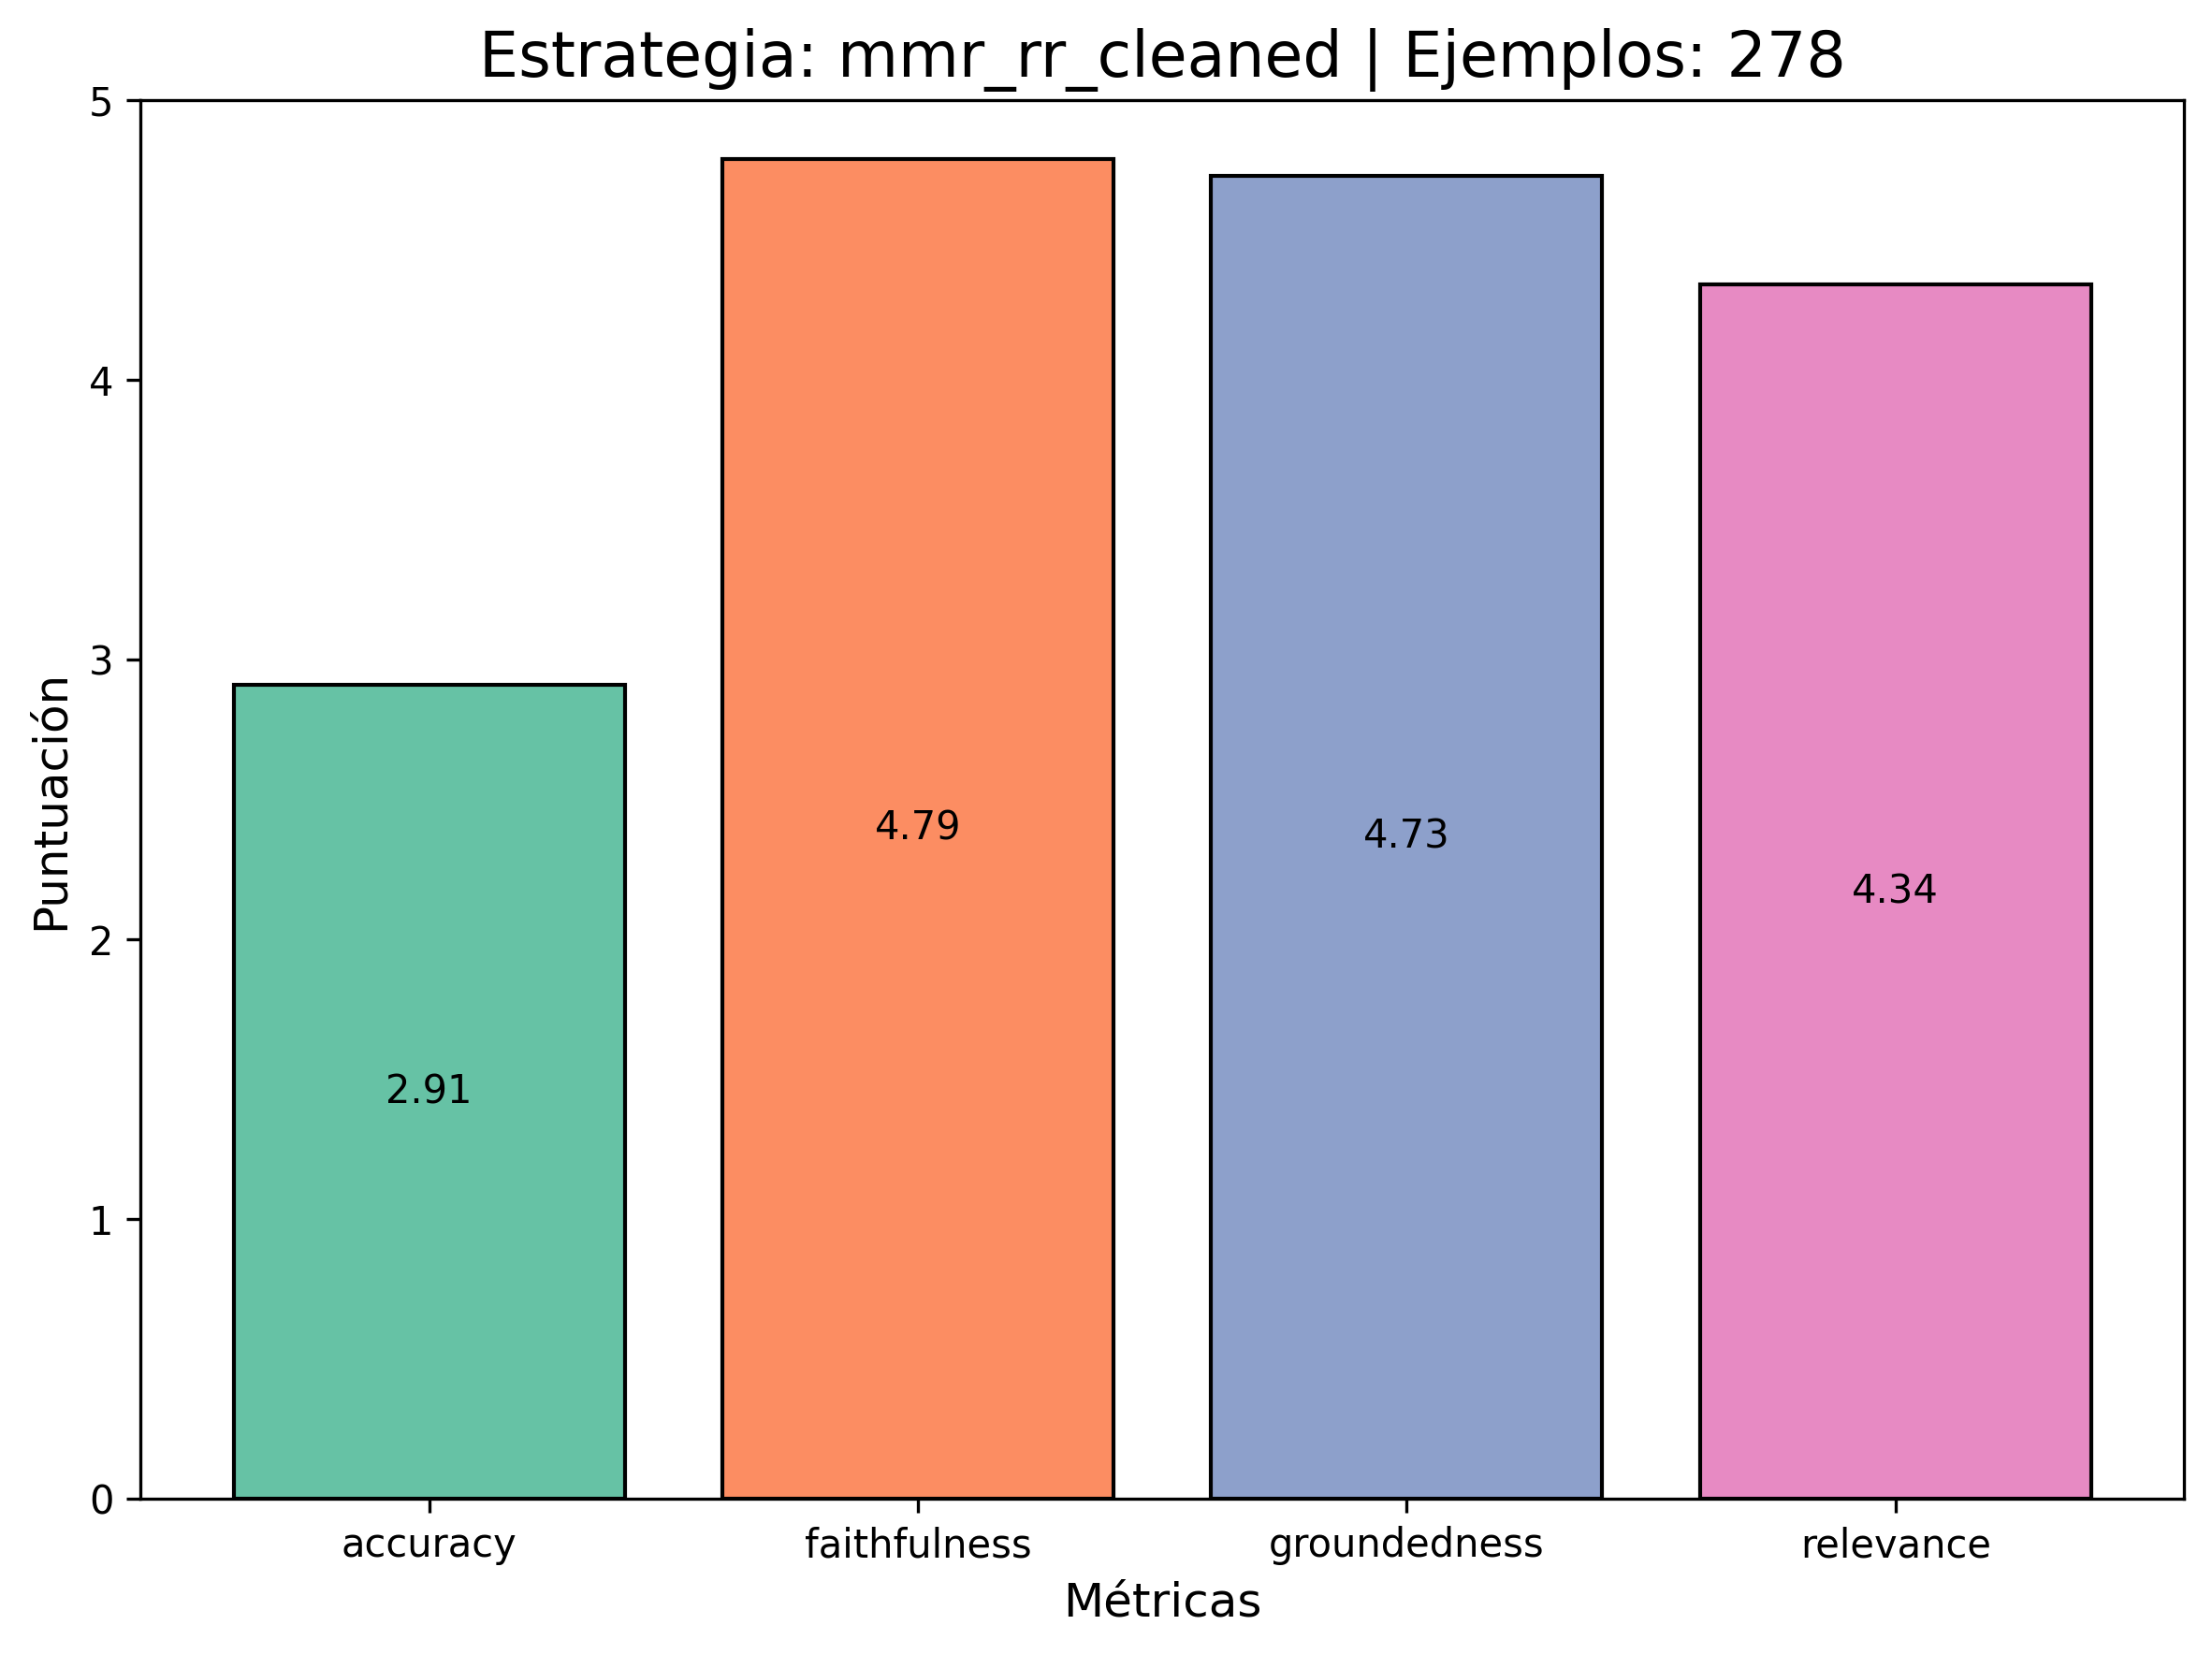 Estrategia: mmr_rr_cleaned | Ejemplos: 278
5
4
3
2
1
0
Puntuación
2.91
4.79
4.73
4.34
accuracy
faithfulness
groundedness
relevance
Métricas